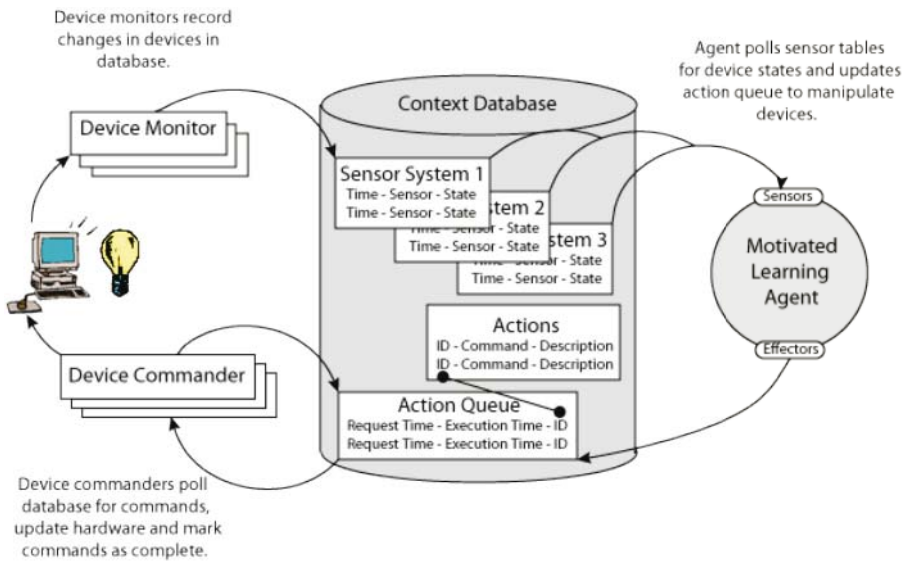 Device monitors record
changes in devices in
database.
Agent polls sensor tables
for device states and updates
action queue to manipulate
devices.
Context Database
Device Monitor
Sensor System 1
Time - Sensor - State
Time - Sensor - State
stem 2
- Sensor - State
Time - Sensor - State
stem 3
- Sensor - State
Time - Sensor - State
Sensors
Motivated
Learning
Agent
Effectors
Actions
ID - Command - Description
ID - Command - Description
Device Commander
Action Queue
Request Time - Execution Time - ID
Request Time - Execution Time - ID
Device commanders poll
database for commands,
update hardware and mark
commands as complete.